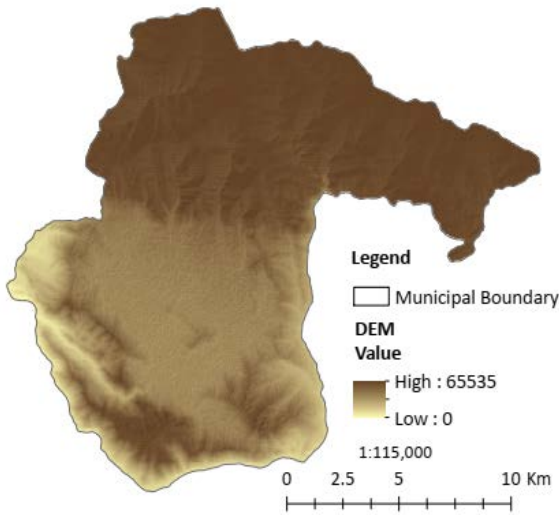 Legend
Municipal Boundary
DEM
Value
High : 65535
Low : 0
1:115,000
0 2.5 5 10 Km